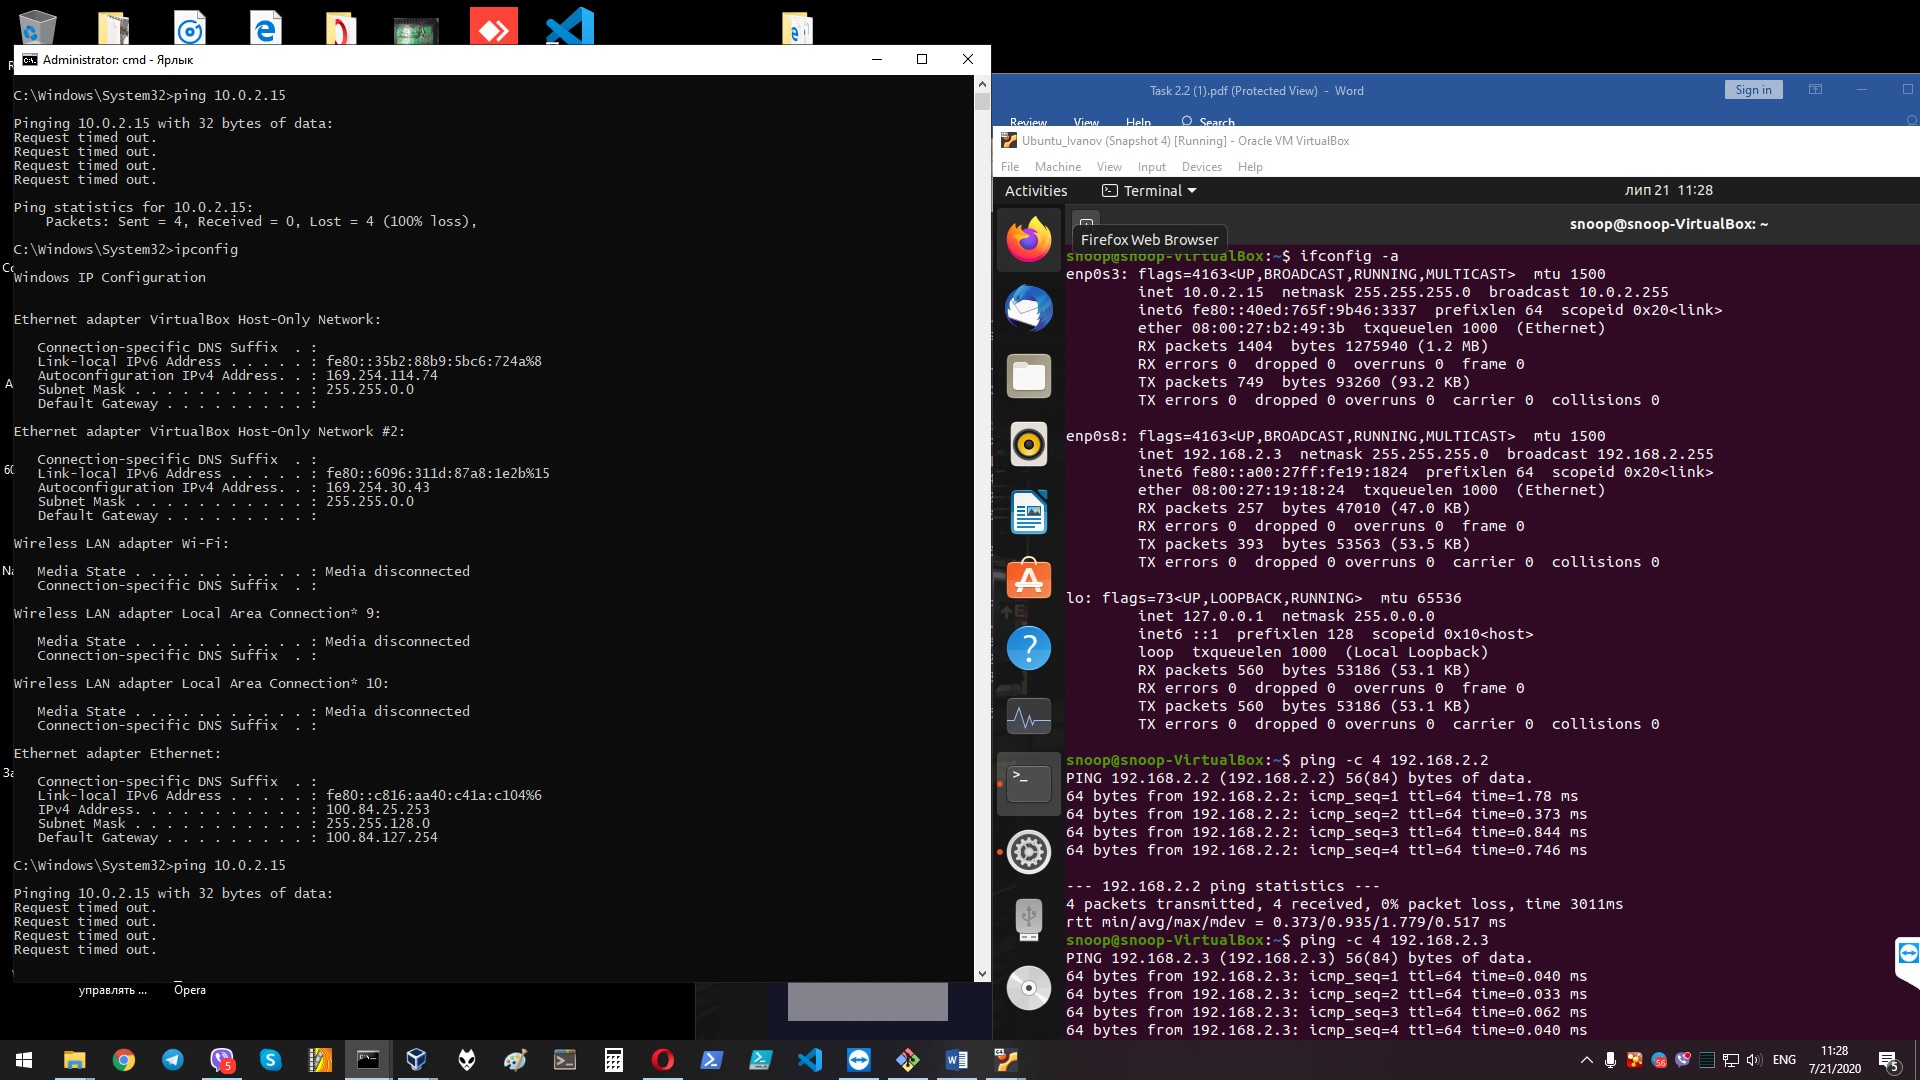 Administrator: cmd - Ярлык
C:\Windows\System32>ping 10.0.2.15
Pinging 10.0.2.15 with 32 bytes of data:
Request timed out.
Request timed out.
Request timed out.
Request timed out.
Ping statistics for 10.0.2.15:
    Packets: Sent = 4, Received = 0, Lost = 4 (100% loss),
C:\Windows\System32>ipconfig
Windows IP Configuration
Ethernet adapter VirtualBox Host-Only Network:
   Connection-specific DNS Suffix  . :
   Link-local IPv6 Address . . . . . : fe80::35b2:88b9:5bc6:724a%8
   Autoconfiguration IPv4 Address. . : 169.254.114.74
   Subnet Mask . . . . . . . . . . . : 255.255.0.0
   Default Gateway . . . . . . . . . :
Ethernet adapter VirtualBox Host-Only Network #2:
   Connection-specific DNS Suffix  . :
   Link-local IPv6 Address . . . . . : fe80::6096:311d:87a8:1e2b%15
   Autoconfiguration IPv4 Address. . : 169.254.30.43
   Subnet Mask . . . . . . . . . . . : 255.255.0.0
   Default Gateway . . . . . . . . . :
Wireless LAN adapter Wi-Fi:
   Media State . . . . . . . . . . . : Media disconnected
   Connection-specific DNS Suffix  . :
Wireless LAN adapter Local Area Connection* 9:
   Media State . . . . . . . . . . . : Media disconnected
   Connection-specific DNS Suffix  . :
Wireless LAN adapter Local Area Connection* 10:
   Media State . . . . . . . . . . . : Media disconnected
   Connection-specific DNS Suffix  . :
Ethernet adapter Ethernet:
   Connection-specific DNS Suffix  . :
   Link-local IPv6 Address . . . . . : fe80::c816:aa40:c41a:c104%6
   IPv4 Address. . . . . . . . . . . : 100.84.25.253
   Subnet Mask . . . . . . . . . . . : 255.255.128.0
   Default Gateway . . . . . . . . . : 100.84.127.254
C:\Windows\System32>ping 10.0.2.15
Pinging 10.0.2.15 with 32 bytes of data:
Request timed out.
Request timed out.
Request timed out.
Request timed out.
управлять ...
Opera
Task 2.2 (1).pdf (Protected View)  -  Word
Sign in
Review View Help Search
Ubuntu_Ivanov (Snapshot 4) [Running] - Oracle VM VirtualBox
File Machine View Input Devices Help
Activities Terminal лип 21 11:28
snoop@snoop-VirtualBox: ~
Firefox Web Browser
snoop@snoop-VirtualBox:~$ ifconfig -a
enp0s3: flags=4163<UP,BROADCAST,RUNNING,MULTICAST>  mtu 1500
        inet 10.0.2.15  netmask 255.255.255.0  broadcast 10.0.2.255
        inet6 fe80::40ed:765f:9b46:3337  prefixlen 64  scopeid 0x20<link>
        ether 08:00:27:b2:49:3b  txqueuelen 1000  (Ethernet)
        RX packets 1404  bytes 1275940 (1.2 MB)
        RX errors 0  dropped 0  overruns 0  frame 0
        TX packets 749  bytes 93260 (93.2 KB)
        TX errors 0  dropped 0 overruns 0  carrier 0  collisions 0
enp0s8: flags=4163<UP,BROADCAST,RUNNING,MULTICAST>  mtu 1500
        inet 192.168.2.3  netmask 255.255.255.0  broadcast 192.168.2.255
        inet6 fe80::a00:27ff:fe19:1824  prefixlen 64  scopeid 0x20<link>
        ether 08:00:27:19:18:24  txqueuelen 1000  (Ethernet)
        RX packets 257  bytes 47010 (47.0 KB)
        RX errors 0  dropped 0  overruns 0  frame 0
        TX packets 393  bytes 53563 (53.5 KB)
        TX errors 0  dropped 0 overruns 0  carrier 0  collisions 0
lo: flags=73<UP,LOOPBACK,RUNNING>  mtu 65536
        inet 127.0.0.1  netmask 255.0.0.0
        inet6 ::1  prefixlen 128  scopeid 0x10<host>
        loop  txqueuelen 1000  (Local Loopback)
        RX packets 560  bytes 53186 (53.1 KB)
        RX errors 0  dropped 0  overruns 0  frame 0
        TX packets 560  bytes 53186 (53.1 KB)
        TX errors 0  dropped 0 overruns 0  carrier 0  collisions 0
snoop@snoop-VirtualBox:~$ ping -c 4 192.168.2.2
PING 192.168.2.2 (192.168.2.2) 56(84) bytes of data.
64 bytes from 192.168.2.2: icmp_seq=1 ttl=64 time=1.78 ms
64 bytes from 192.168.2.2: icmp_seq=2 ttl=64 time=0.373 ms
64 bytes from 192.168.2.2: icmp_seq=3 ttl=64 time=0.844 ms
64 bytes from 192.168.2.2: icmp_seq=4 ttl=64 time=0.746 ms
--- 192.168.2.2 ping statistics ---
4 packets transmitted, 4 received, 0% packet loss, time 3011ms
rtt min/avg/max/mdev = 0.373/0.935/1.779/0.517 ms
snoop@snoop-VirtualBox:~$ ping -c 4 192.168.2.3
PING 192.168.2.3 (192.168.2.3) 56(84) bytes of data.
64 bytes from 192.168.2.3: icmp_seq=1 ttl=64 time=0.040 ms
64 bytes from 192.168.2.3: icmp_seq=2 ttl=64 time=0.033 ms
64 bytes from 192.168.2.3: icmp_seq=3 ttl=64 time=0.062 ms
64 bytes from 192.168.2.3: icmp_seq=4 ttl=64 time=0.040 ms
ENG
11:28
7/21/2020
5
5